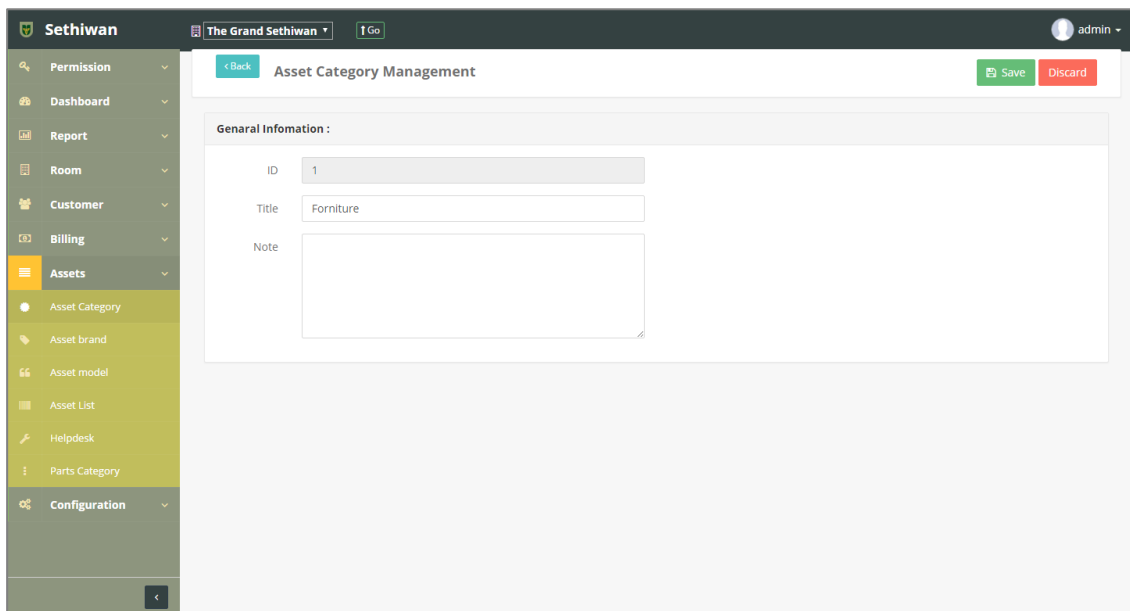 Sethiwan
The Grand Sethiwan
Go
admin
Permission
Dashboard
Report
Room
Customer
Billing
Assets
Asset Category
Asset brand
Asset model
Asset List
Helpdesk
Parts Category
Configuration
Back
Asset Category Management
Save
Discard
Genaral Infomation :
ID
1
Title
Forniture
Note